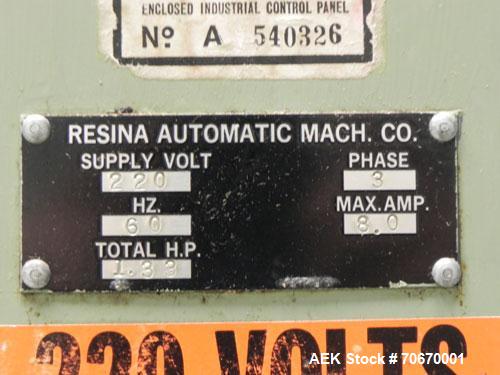 ENCLOSED INDUSTRIAL CONTROL PANEL
Nº A 540326
RESINA AUTOMATIC MACH. CO.
SUPPLY VOLT PHASE
220 3
HZ. MAX.AMP.
60 8.0
TOTAL H.P.
1.33
220 VOLTS
AEK Stock # 70670001